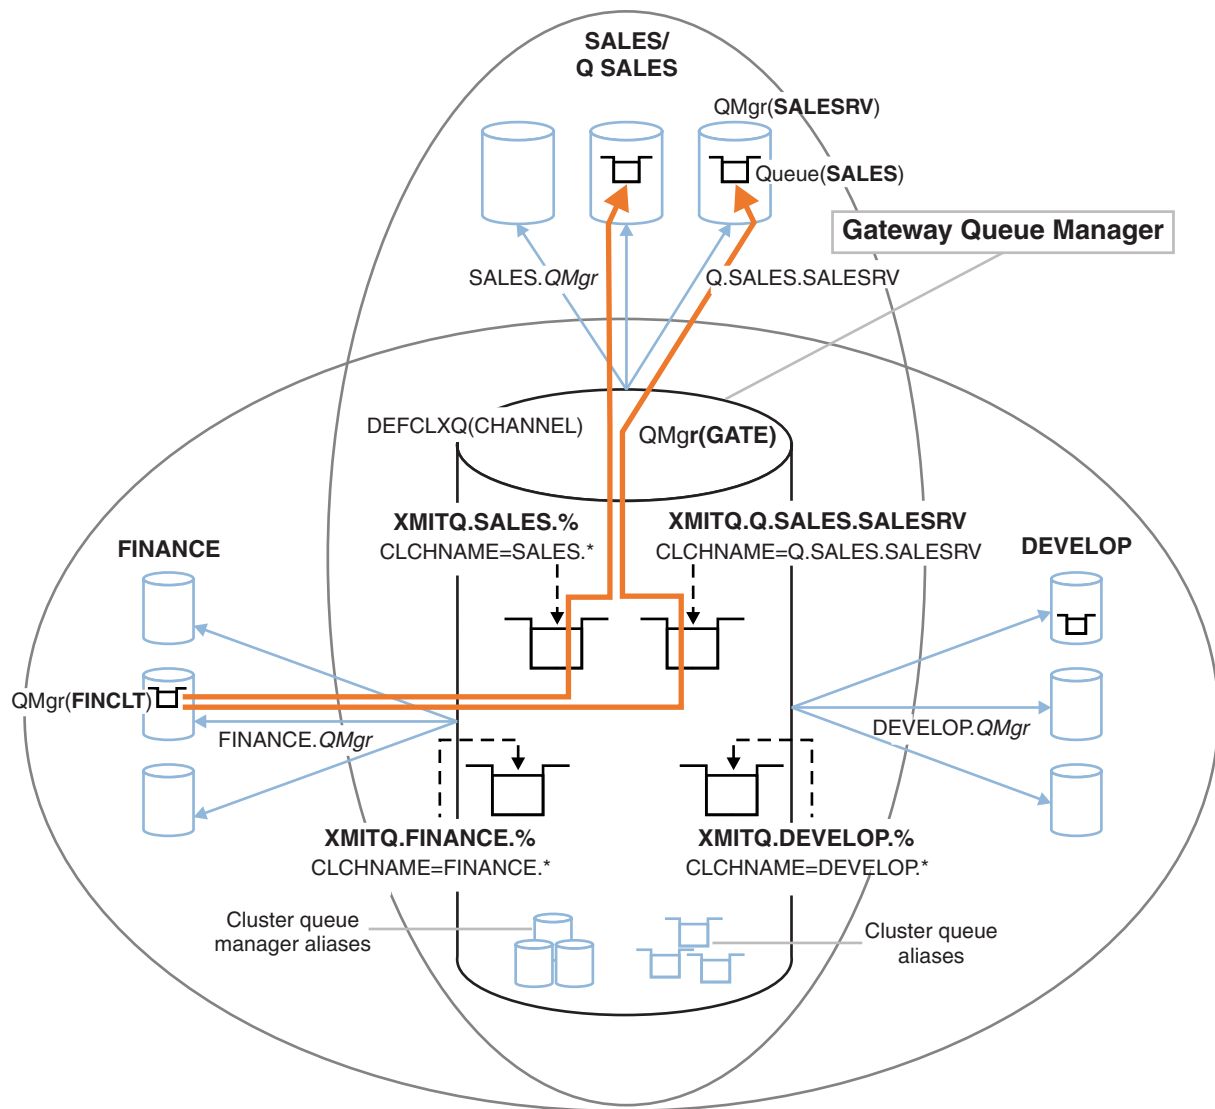 SALES/
Q SALES
QMgr(SALESRV)
Queue(SALES)
Gateway Queue Manager
SALES.QMgr
Q.SALES.SALESRV
DEFCLXQ(CHANNEL)
QMgr(GATE)
XMITQ.SALES.%
CLCHNAME=SALES.*
XMITQ.Q.SALES.SALESRV
CLCHNAME=Q.SALES.SALESRV
FINANCE
DEVELOP
QMgr(FINCLT)
FINANCE.QMgr
DEVELOP.QMgr
XMITQ.FINANCE.%
CLCHNAME=FINANCE.*
XMITQ.DEVELOP.%
CLCHNAME=DEVELOP.*
Cluster queue
manager aliases
Cluster queue
aliases